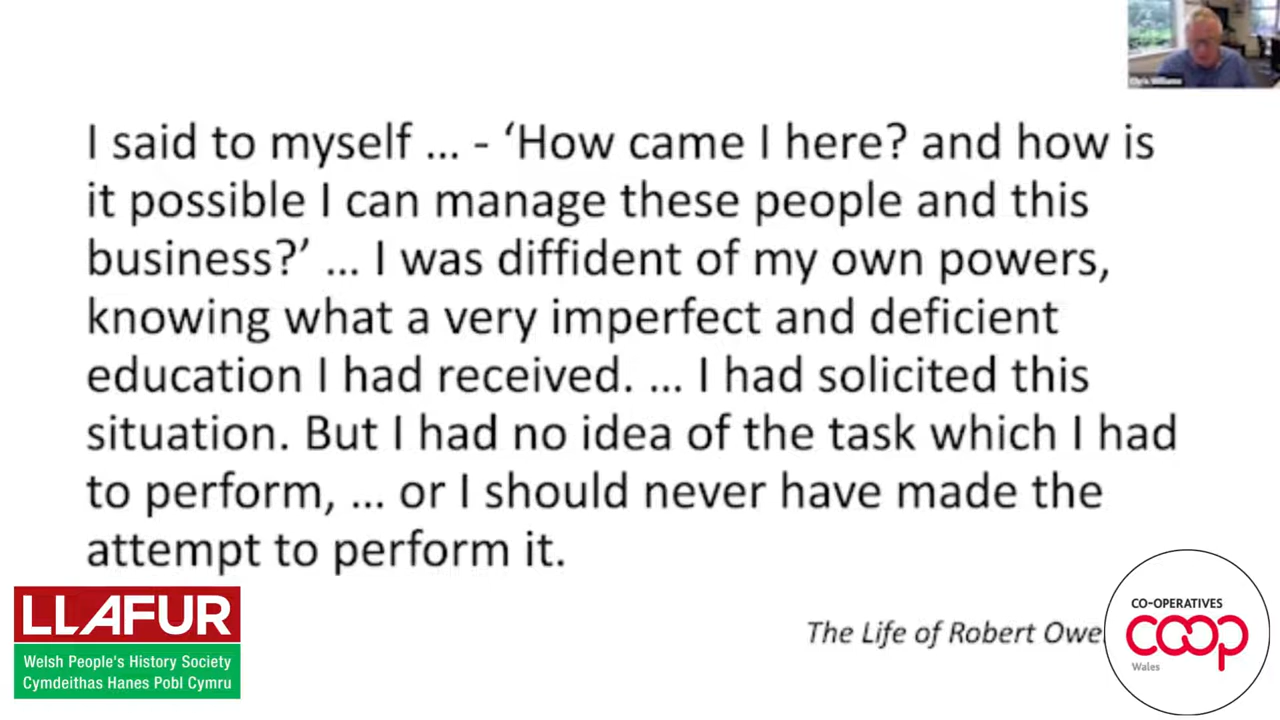 Chris Williams
I said to myself ... - ‘How came I here? and how is
it possible I can manage these people and this
business?’ ... I was diffident of my own powers,
knowing what a very imperfect and deficient
education I had received. ... I had solicited this
situation. But I had no idea of the task which I had
to perform, ... or I should never have made the
attempt to perform it.
The Life of Robert Owe
LLAFUR
Welsh People's History Society
Cymdeithas Hanes Pobl Cymru
CO-OPERATIVES
coop
Wales